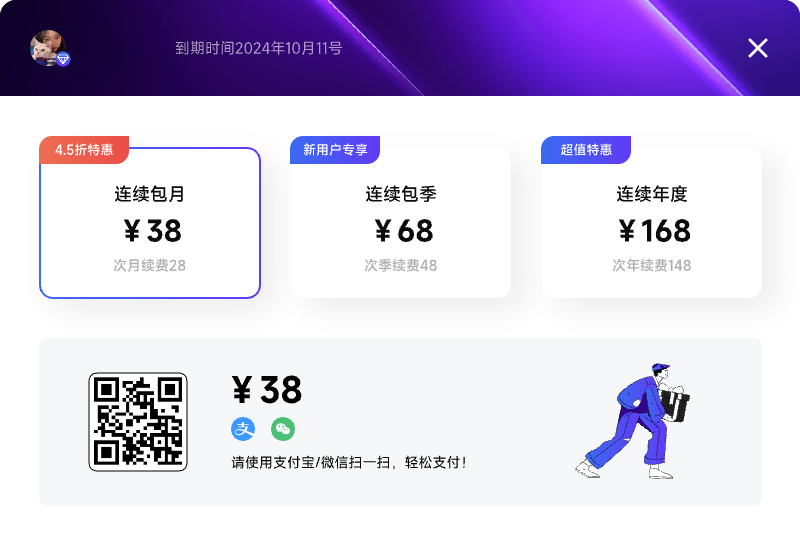 到期时间2024年10月11号
4.5折特惠
新用户专享
超值特惠
连续包月
连续包季
连续年度
¥38
¥68
¥168
次月续费28
次季续费48
次年续费148
¥38
支
请使用支付宝/微信扫一扫，轻松支付！